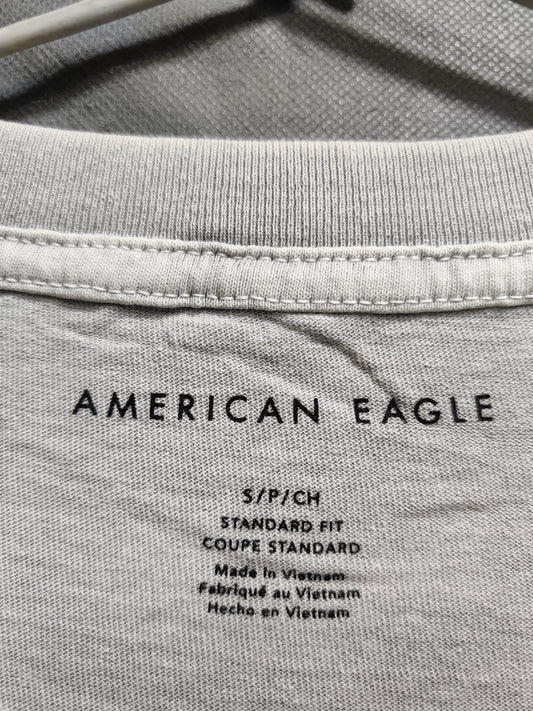 AMERICAN EAGLE
S/P/CH
STANDARD FIT
COUPE STANDARD
Made in Vietnam
Fabriqué au Vietnam
Hecho en Vietnam